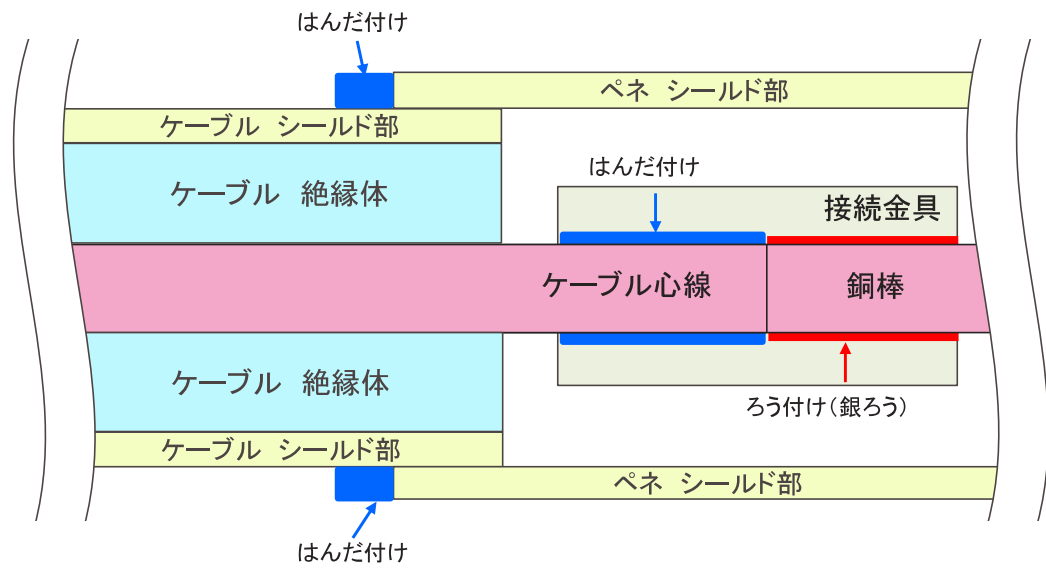 はんだ付け
ペネ シールド部
ケーブル シールド部
はんだ付け
ケーブル 絶縁体
接続金具
ケーブル心線
銅棒
ケーブル 絶縁体
ろう付け(銀ろう)
ケーブル シールド部
ペネ シールド部
はんだ付け